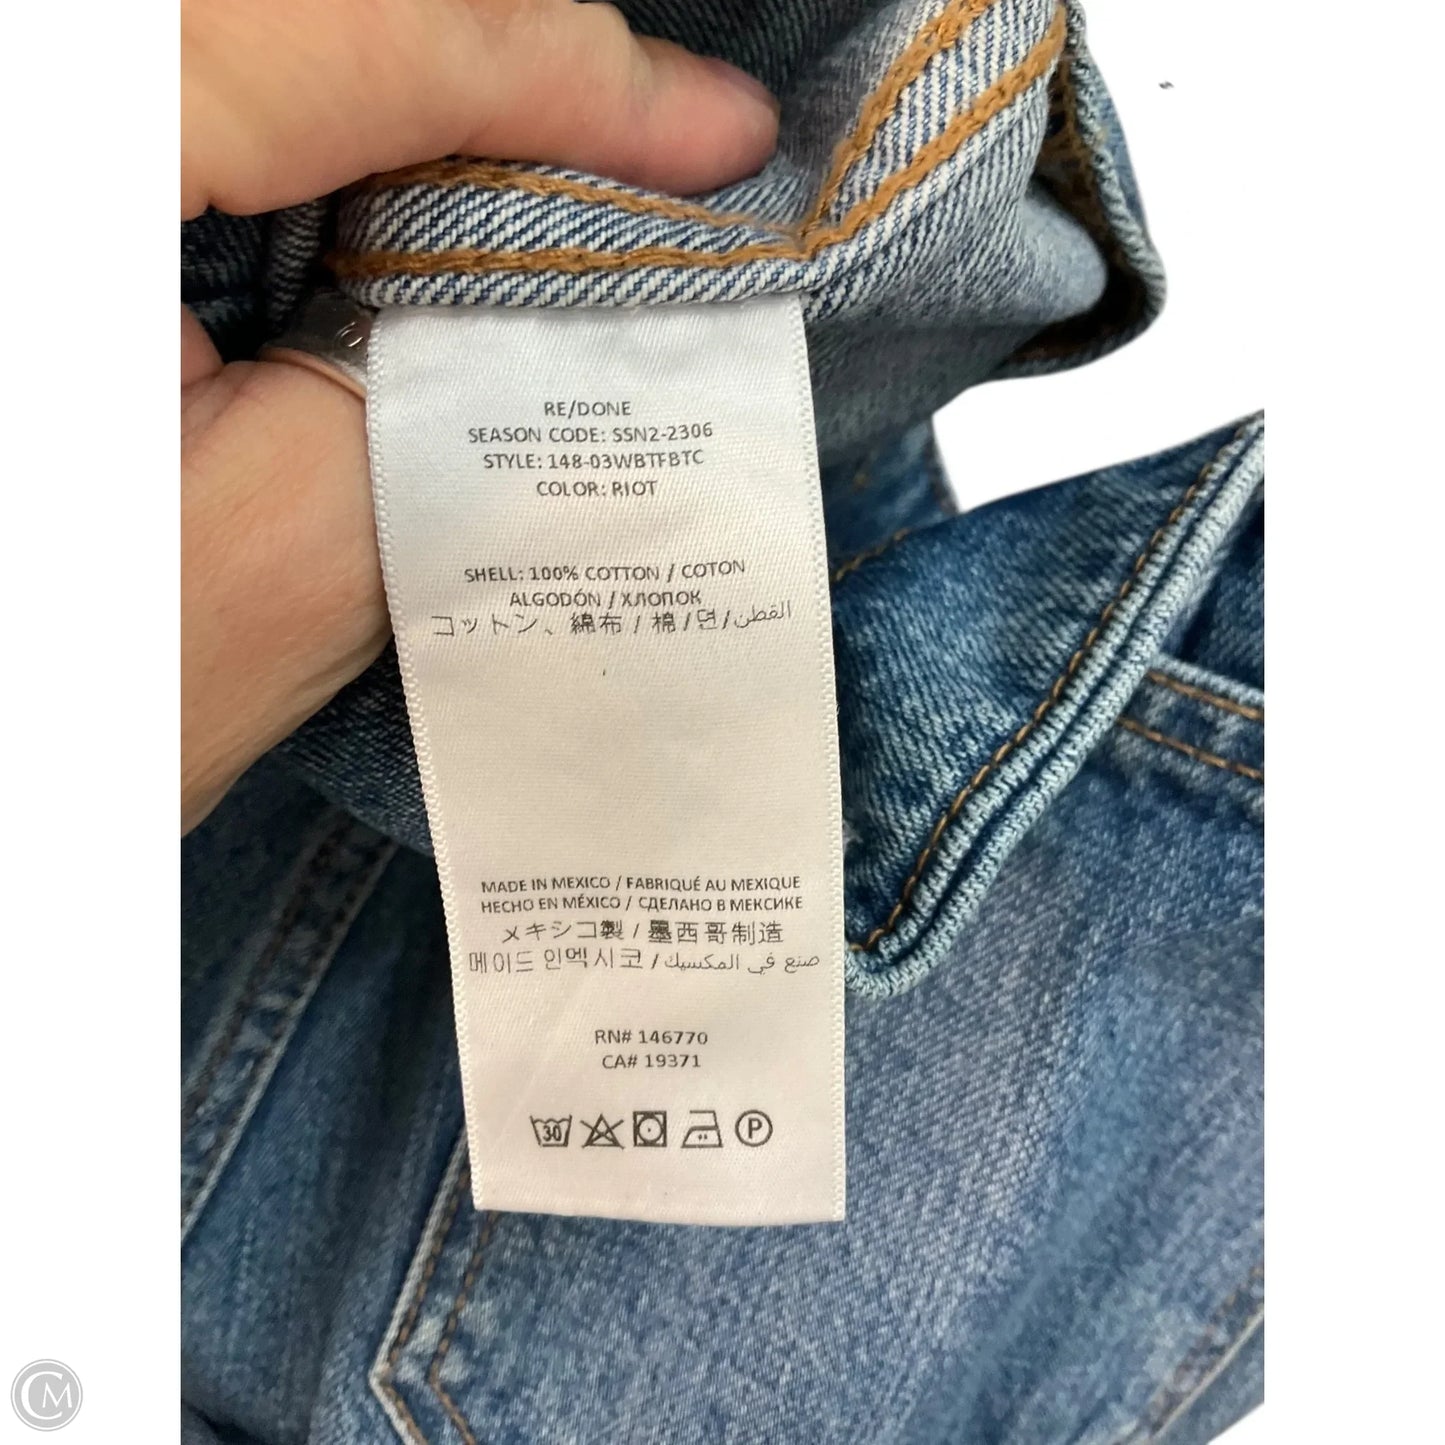 RE/DONE
SEASON CODE: SSN2-2306
STYLE: 148-03WBTFBTC
COLOR: RIOT
SHELL: 100% COTTON / COTON
ALGODÓN / ХЛОПОК
コットン、綿布 / 棉 / 면 / القطن
MADE IN MEXICO / FABRIQUÉ AU MEXIQUE
HECHO EN MÉXICO / СДЕЛАНО В МЕКСИКЕ
メキシコ製 / 墨西哥制造
메이드 인멕시코 / صنع في المكسيك
RN# 146770
CA# 19371
30 P
CM